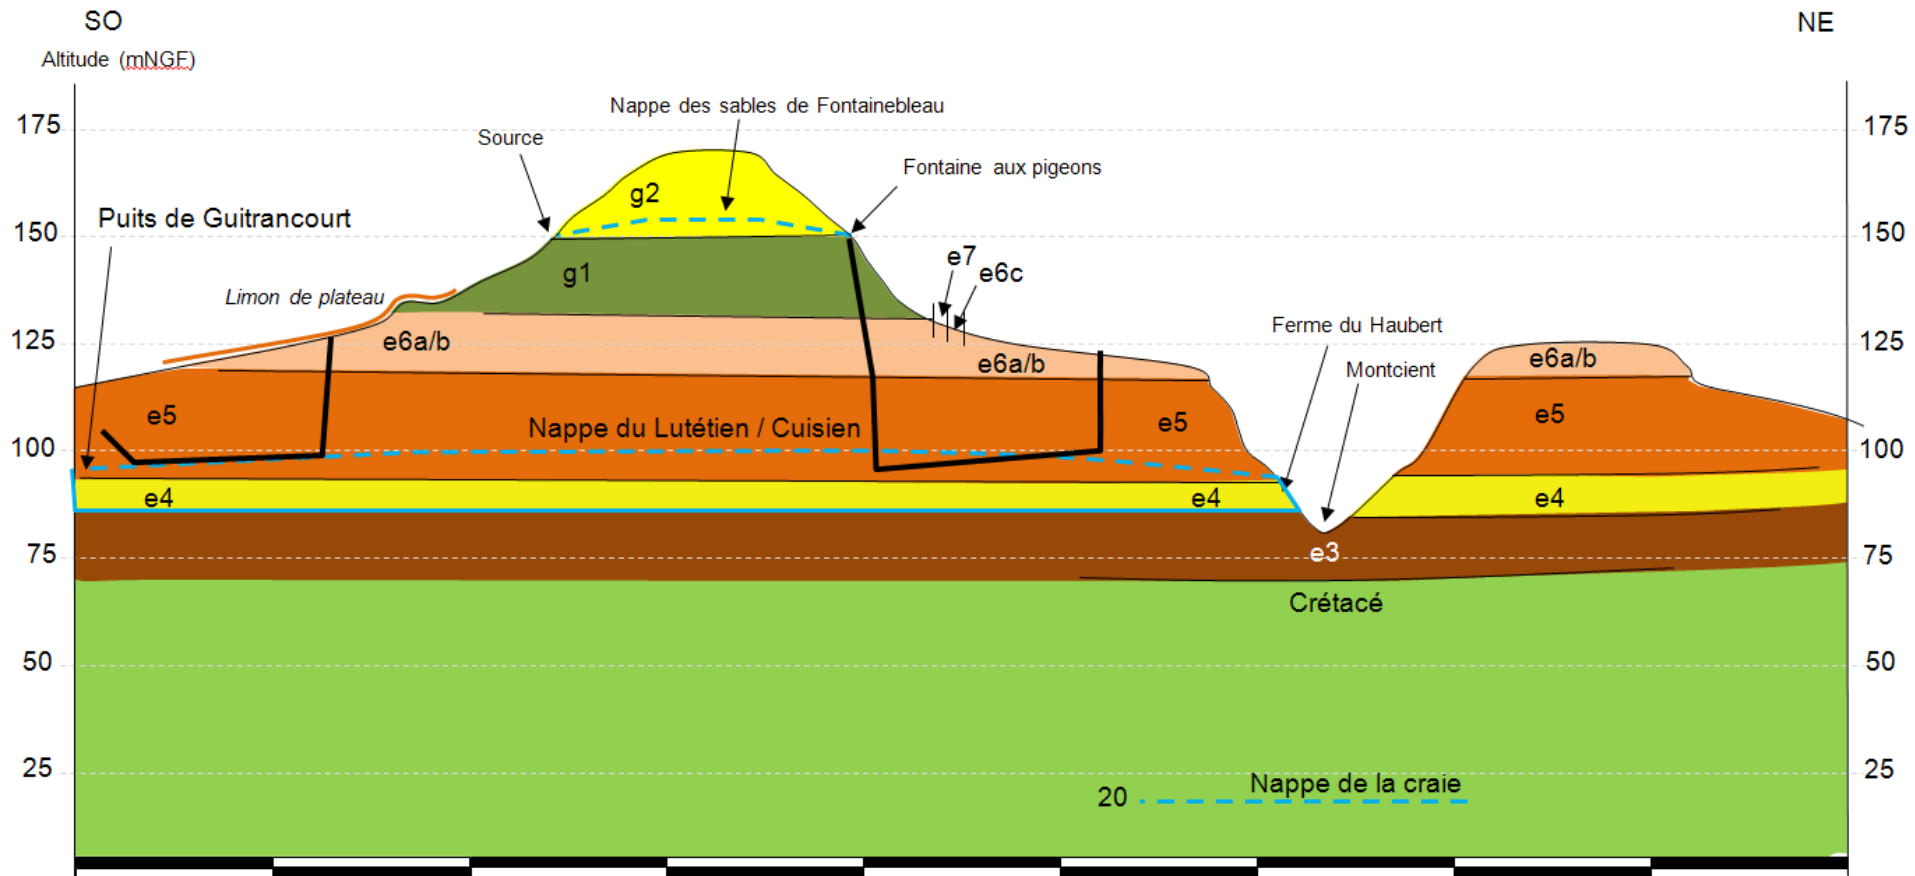 SO
NE
Altitude (mNGF)
Nappe des sables de Fontainebleau
175
175
Source
Fontaine aux pigeons
g2
Puits de Guitrancourt
150
150
e7
g1
e6c
Limon de plateau
Ferme du Haubert
125
e6a/b
125
e6a/b
e6a/b
Montcient
e5
Nappe du Lutétien / Cuisien
e5
e5
100
100
e4
e4
e4
75
e3
75
Crétacé
50
50
25
25
Nappe de la craie
20